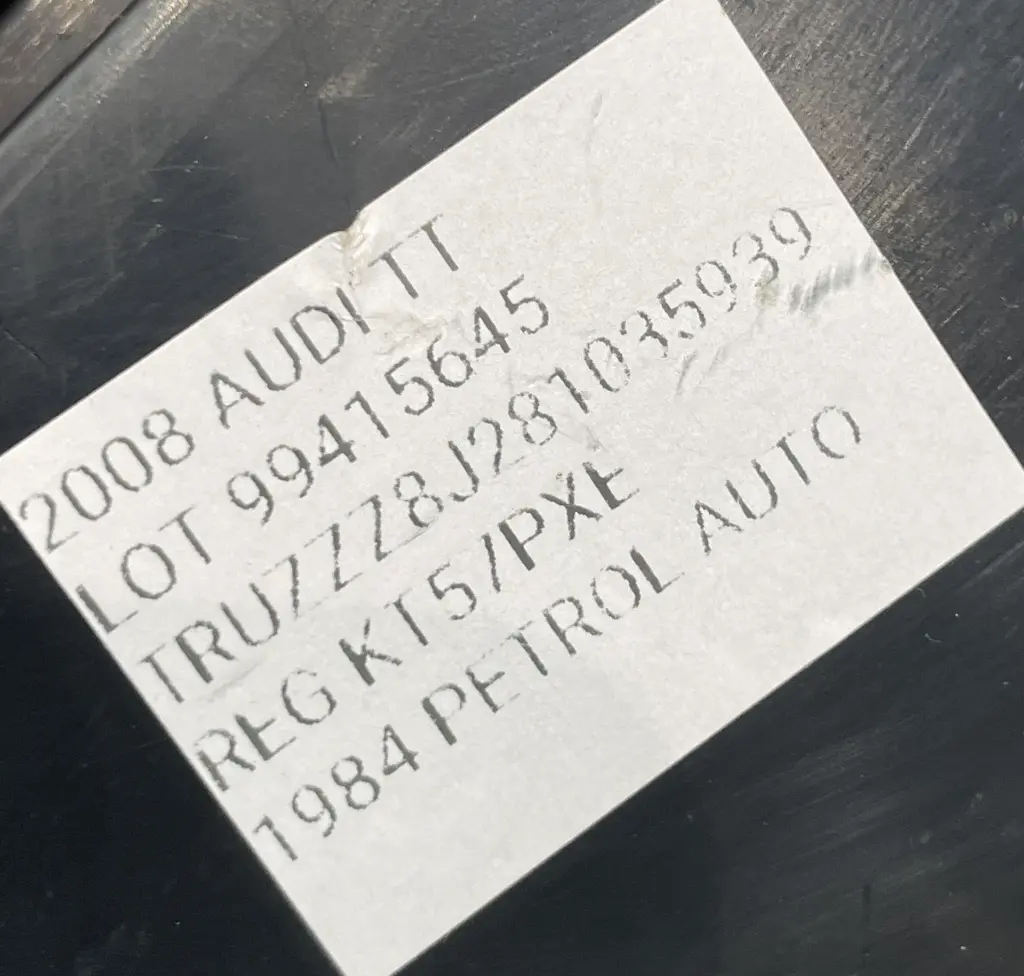 2008 AUDI TT
LOT 99415645
TRUZZZ8J281035939
REG KT57PXE
1984 PETROL AUTO